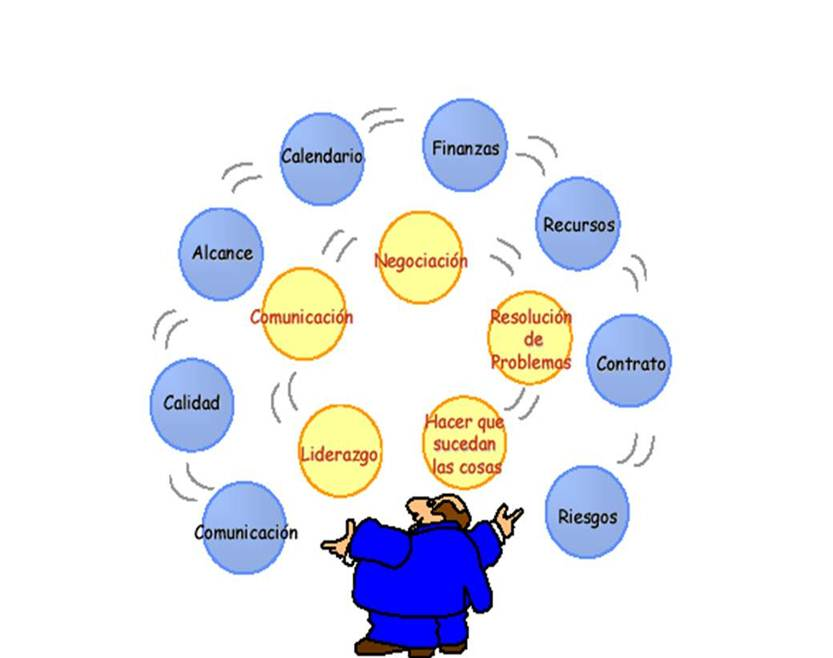 Calendario
Finanzas
Alcance
Recursos
Negociación
Comunicación
Resolución
de
Problemas
Contrato
Calidad
Liderazgo
Hacer que
sucedan
las cosas
Comunicación
Riesgos